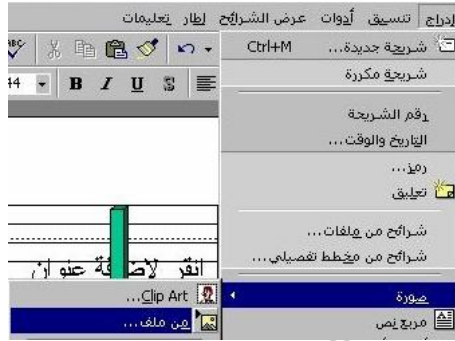 إدراج تنسيق أدوات عرض الشرائح إطار تعليمات
شريحة جديدة... Ctrl+M
شريحة مكررة
44 B I U S
رقم الشريحة
التاريخ والوقت...
رمز...
تعليق
شرائح من ملفات...
شرائح من مخطط تفصيلي...
انقر لإضافة عنوان
صورة
Clip Art...
من ملف...
مربع نص